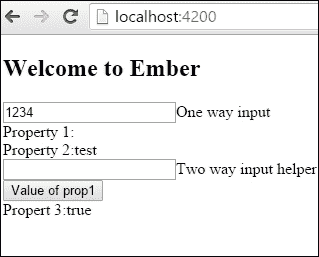 localhost:4200
Welcome to Ember
1234 One way input
Property 1:
Property 2:test
Two way input helper
Value of prop1
Propert 3:true